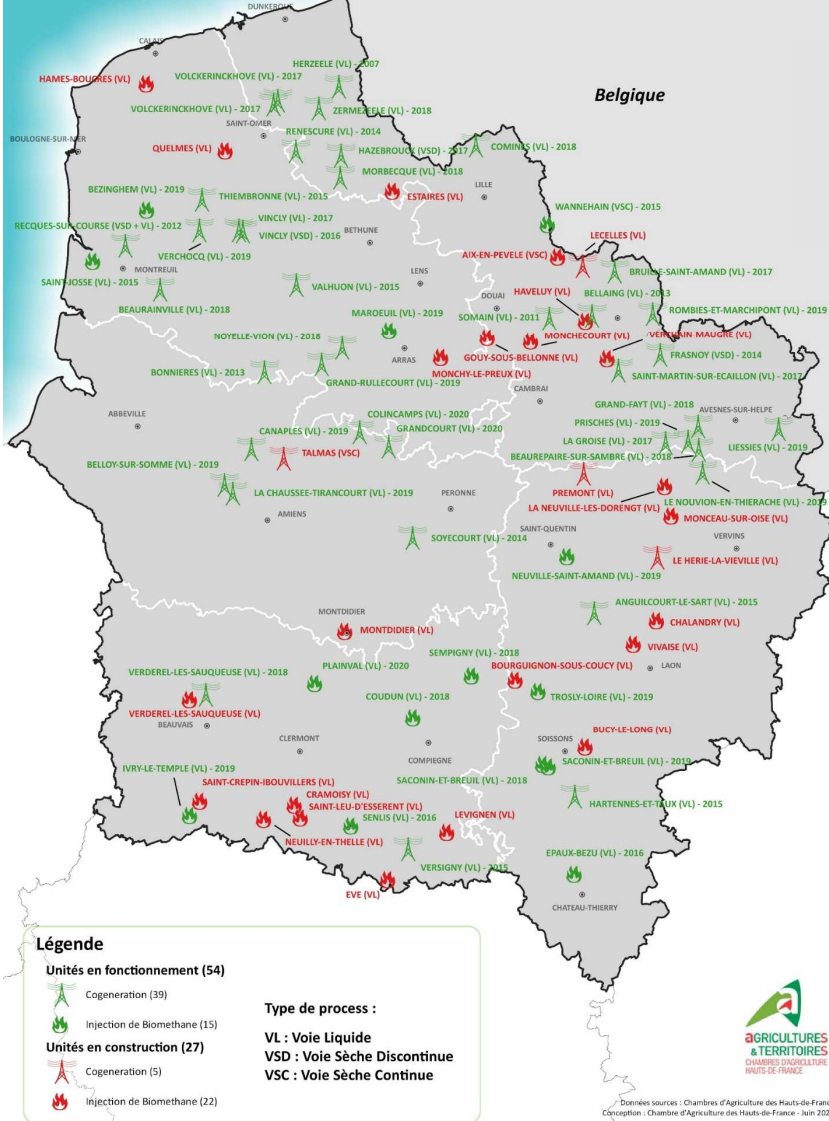 DUNKERQUE
CALAIS
HERZEELE (VL) - 2007
VOLCKERINCKHOVE (VL) - 2017
HAMES-BOUCRES (VL)
Belgique
VOLCKERINCKHOVE (VL) - 2017
ZERMEZEELE (VL) - 2018
SAINT-OMER
RENESCURE (VL) - 2014
BOULOGNE-SUR-MER
QUELMES (VL)
HAZEBROUCK (VSD) - 2017
COMINES (VL) - 2018
MORBECQUE (VL) - 2018
LILLE
BEZINGHEM (VL) - 2019
THIEMBRONNE (VL) - 2015
ESTAIRES (VL)
WANNEHAIN (VSC) - 2015
RECQUES-SUR-COURSE (VSD + VL) - 2012
VINCLY (VL) - 2017
VINCLY (VSD) - 2016
BETHUNE
LECELLES (VL)
VERCHOCQ (VL) - 2019
AIX-EN-PEVELE (VSC)
MONTREUIL
BRUILLE-SAINT-AMAND (VL) - 2017
SAINT-JOSSE (VL) - 2015
LENS
VALHUON (VL) - 2015
HAVELUY (VL)
BEAURAINVILLE (VL) - 2018
DOUAI
BELLAING (VL) - 2013
MAROEUIL (VL) - 2019
SOMAIN (VL) - 2011
ROMBIES-ET-MARCHIPONT (VL) - 2019
NOYELLE-VION (VL) - 2018
MONCHECOURT (VL)
VERCHAIN-MAUGRE (VL)
ARRAS
GOUY-SOUS-BELLONNE (VL)
FRASNOY (VSD) - 2014
BONNIERES (VL) - 2013
MONCHY-LE-PREUX (VL)
SAINT-MARTIN-SUR-ECAILLON (VL) - 2017
GRAND-RULLECOURT (VL) - 2019
CAMBRAI
GRAND-FAYT (VL) - 2018
ABBEVILLE
COLINCAMPS (VL) - 2020
AVESNES-SUR-HELPE
PRISCHES (VL) - 2019
CANAPLES (VL) - 2019
GRANDCOURT (VL) - 2020
LA GROISE (VL) - 2017
LIESSIES (VL) - 2019
TALMAS (VSC)
BEAUREPAIRE-SUR-SAMBRE (VL) - 2018
BELLOY-SUR-SOMME (VL) - 2019
PREMONT (VL)
LA CHAUSSEE-TIRANCOURT (VL) - 2019
LE NOUVION-EN-THIERACHE (VL) - 2019
PERONNE
LA NEUVILLE-LES-DORENGT (VL)
AMIENS
MONCEAU-SUR-OISE (VL)
SAINT-QUENTIN
SOYECOURT (VL) - 2014
VERVINS
LE HERIE-LA-VIEVILLE (VL)
NEUVILLE-SAINT-AMAND (VL) - 2019
ANGUILCOURT-LE-SART (VL) - 2015
MONTDIDIER
CHALANDRY (VL)
MONTDIDIER (VL)
VIVAISE (VL)
SEMPIGNY (VL) - 2018
BOURGUIGNON-SOUS-COUCY (VL)
LAON
VERDEREL-LES-SAUQUEUSE (VL) - 2018
PLAINVAL (VL) - 2020
COUDUN (VL) - 2018
TROSLY-LOIRE (VL) - 2019
VERDEREL-LES-SAUQUEUSE (VL)
BEAUVAIS
BUCY-LE-LONG (VL)
CLERMONT
SOISSONS
COMPIEGNE
SACONIN-ET-BREUIL (VL) - 2019
IVRY-LE-TEMPLE (VL) - 2019
SACONIN-ET-BREUIL (VL) - 2018
SAINT-CREPIN-IBOUVILLERS (VL)
CRAMOISY (VL)
SAINT-LEU-D'ESSERENT (VL)
HARTENNES-ET-TAUX (VL) - 2015
LEVIGNEN (VL)
SENLIS (VL) - 2016
NEUILLY-EN-THELLE (VL)
EPAUX-BEZU (VL) - 2016
VERSIGNY (VL) - 2015
EVE (VL)
CHATEAU-THIERRY
Légende
Unités en fonctionnement (54)
Cogeneration (39)
Injection de Biomethane (15)
Unités en construction (27)
Cogeneration (5)
Injection de Biomethane (22)
Type de process :
VL : Voie Liquide
VSD : Voie Sèche Discontinue
VSC : Voie Sèche Continue
aGRICULTURES
& TERRITOIRES
CHAMBRES D'AGRICULTURE
HAUTS-DE-FRANCE
Données sources : Chambres d'Agriculture des Hauts-de-Franc
Conception : Chambre d'Agriculture des Hauts-de-France - Juin 202